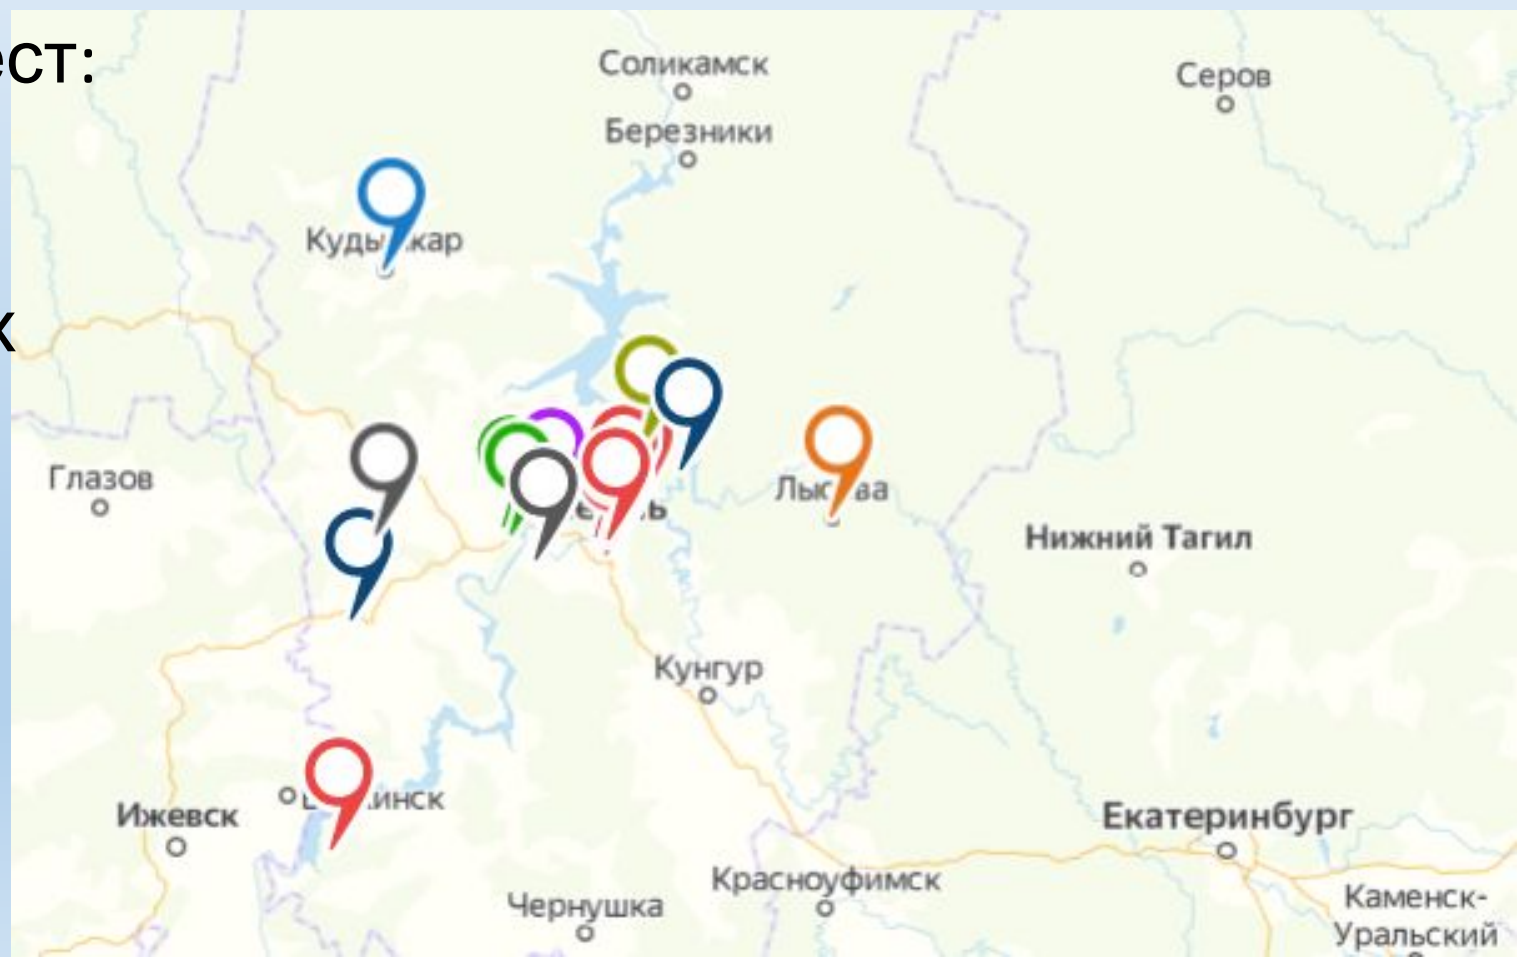 ест:
Соликамск
Серов
Березники
х
Глазов
Нижний Тагил
Кунгур
Ижевск
Екатеринбург
Красноуфимск
Чернушка
Каменск-
Уральский